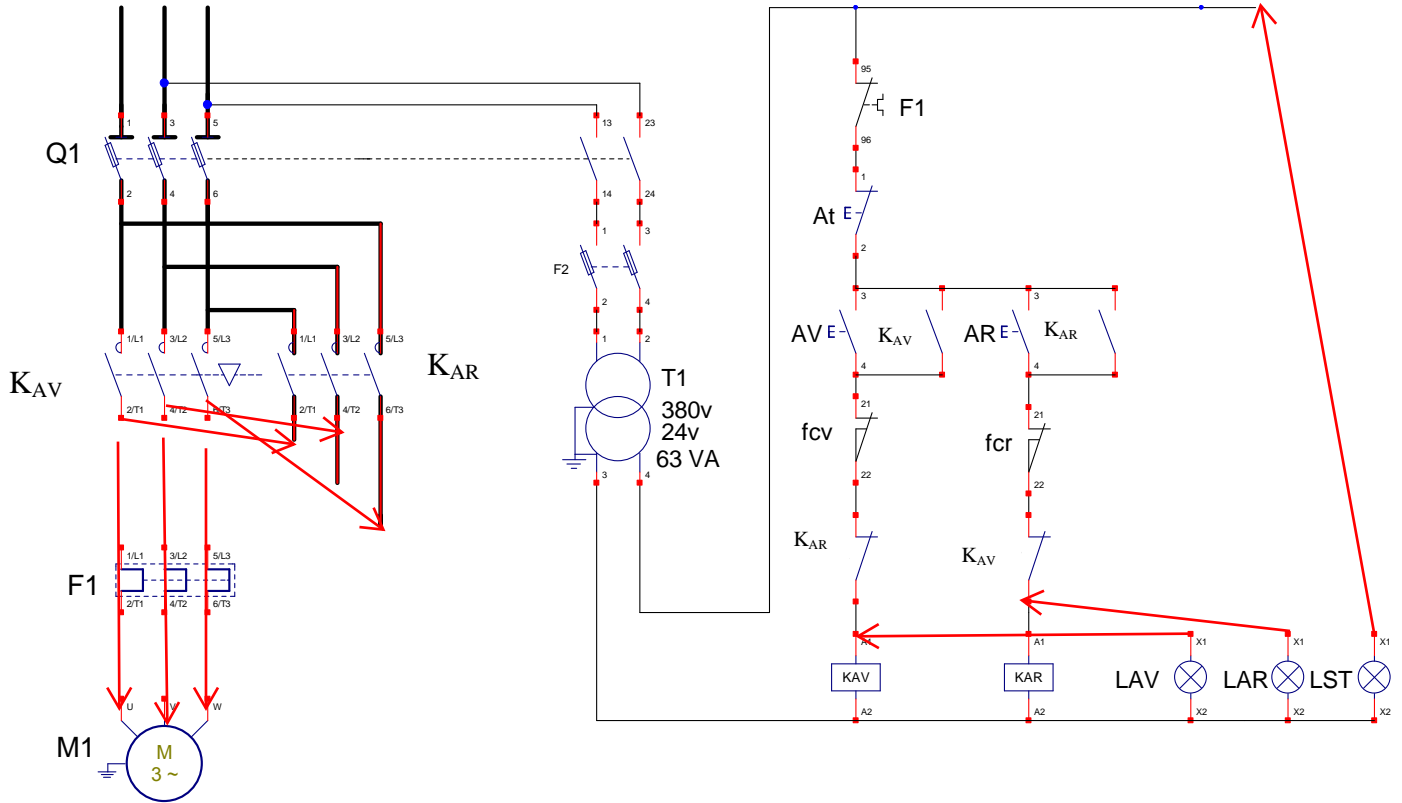 1 3 5
Q1
2 4 6
13 23
14 24
1 3
F2
2 4
1/L1 3/L2 5/L3 1/L1 3/L2 5/L3
KAV
KAR
2/T1 4/T2 6/T3 2/T1 4/T2 6/T3
1 2
T1
380v
24v
63 VA
3 4
1/L1 3/L2 5/L3
F1
2/T1 4/T2 6/T3
U V W
M1
M
3 ~
95
F1
96
1
At
2
3 3
AV KAV AR KAR
4 4
21 21
fcv fcr
22 22
KAR KAV
A1 A1 X1 X1 X1
KAV KAR LAV LAR LST
A2 A2 X2 X2 X2